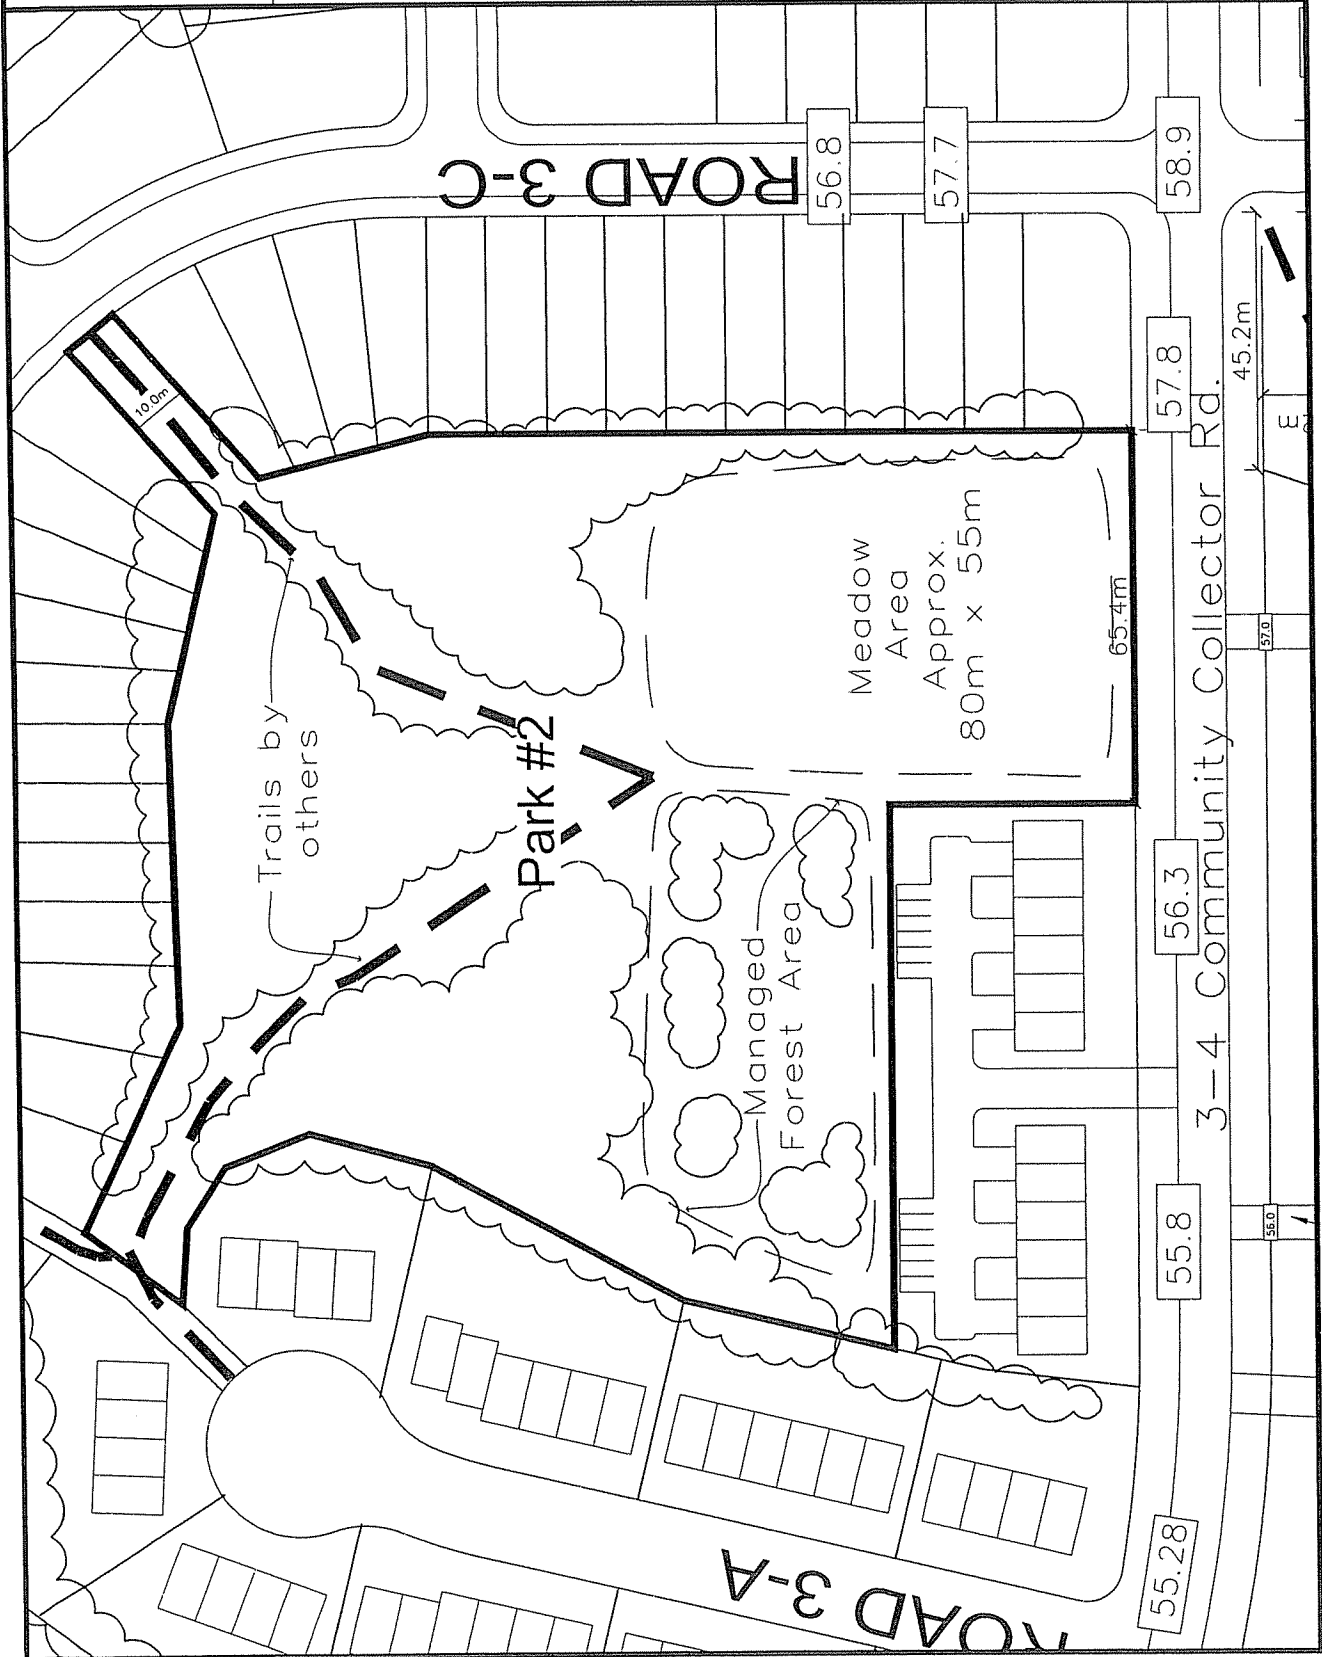 ROAD 3-C
56.8
57.7
58.9
10.0m
57.8
45.2m
E
Meadow
Area
Approx.
80m x 55m
65.4m
57.0
Trails by
others
Park #2
Managed
Forest Area
56.3
3-4 Community Collector Rd.
55.8
56.0
ROAD 3-A
55.28